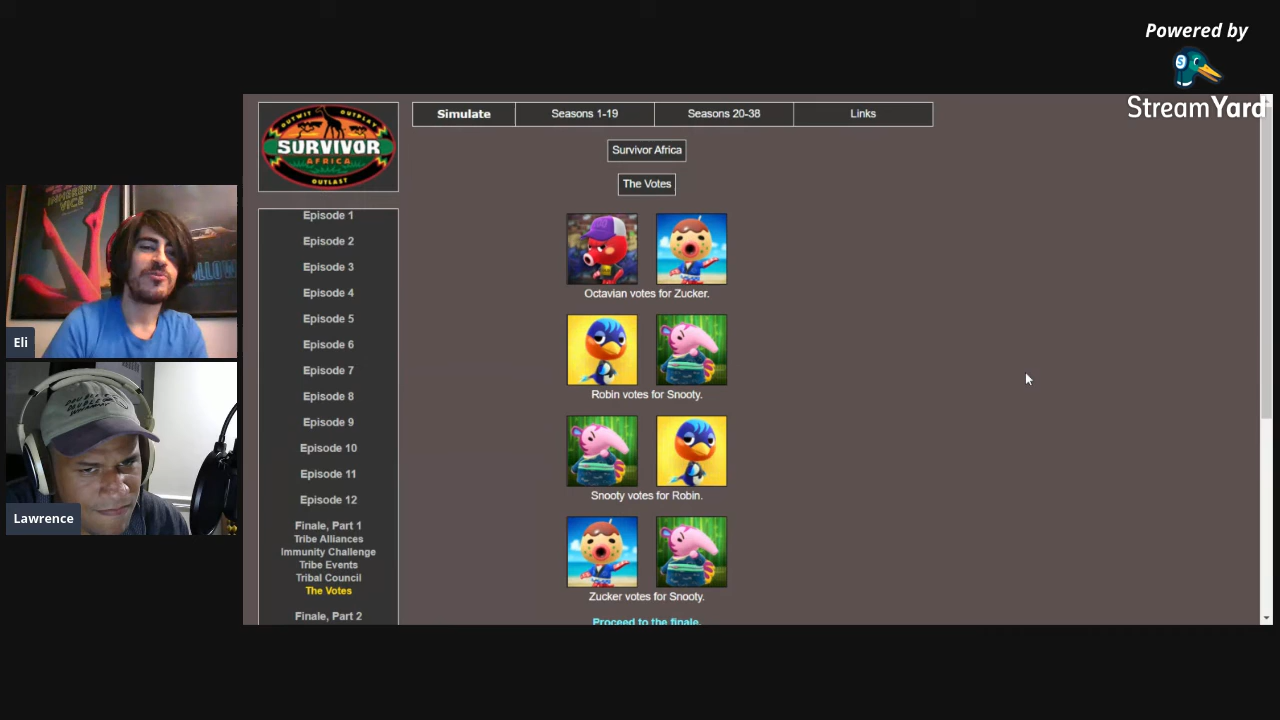 Powered by
StreamYard
OUTWIT OUTPLAY
SURVIVOR
AFRICA
OUTLAST
Simulate
Seasons 1-19
Seasons 20-38
Links
Survivor Africa
The Votes
Episode 1
Episode 2
Episode 3
Episode 4
Episode 5
Episode 6
Episode 7
Episode 8
Episode 9
Episode 10
Episode 11
Episode 12
Finale, Part 1
Tribe Alliances
Immunity Challenge
Tribe Events
Tribal Council
The Votes
Finale, Part 2
Octavian votes for Zucker.
Robin votes for Snooty.
Snooty votes for Robin.
Zucker votes for Snooty.
Proceed to the finale.
INHERENT
VICE
Eli
Lawrence